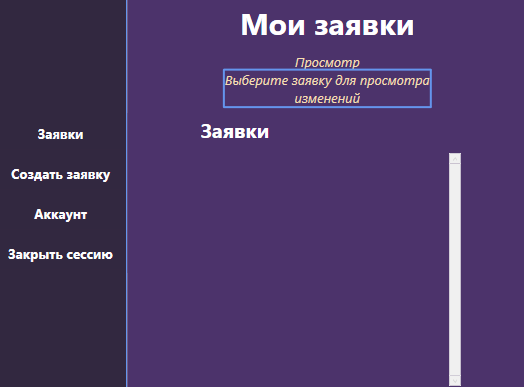 Мои заявки
Просмотр
Выберите заявку для просмотра
изменений
Заявки
Заявки
Создать заявку
Аккаунт
Закрыть сессию